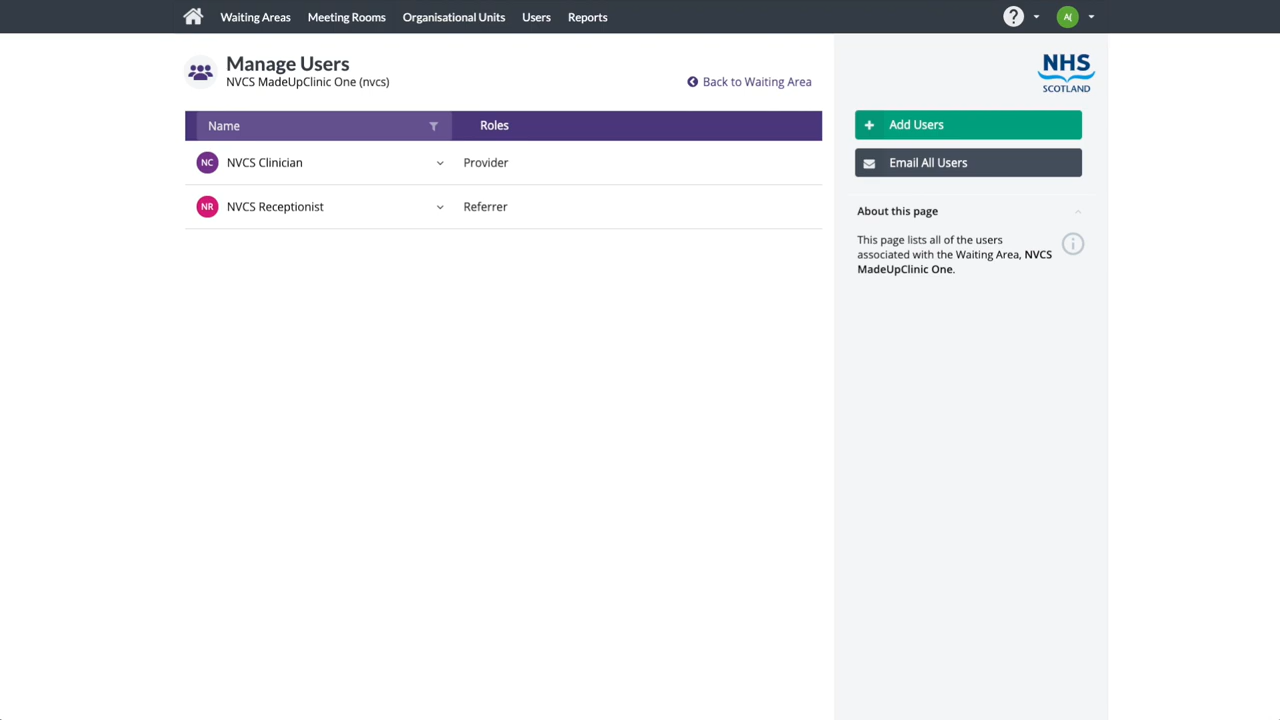 Waiting Areas Meeting Rooms Organisational Units Users Reports ? A(
Manage Users
NVCS MadeUpClinic One (nvcs)
Back to Waiting Area
NHS
SCOTLAND
Name Roles
NC NVCS Clinician Provider
NR NVCS Receptionist Referrer
+ Add Users
Email All Users
About this page
This page lists all of the users
associated with the Waiting Area, NVCS
MadeUpClinic One.
i